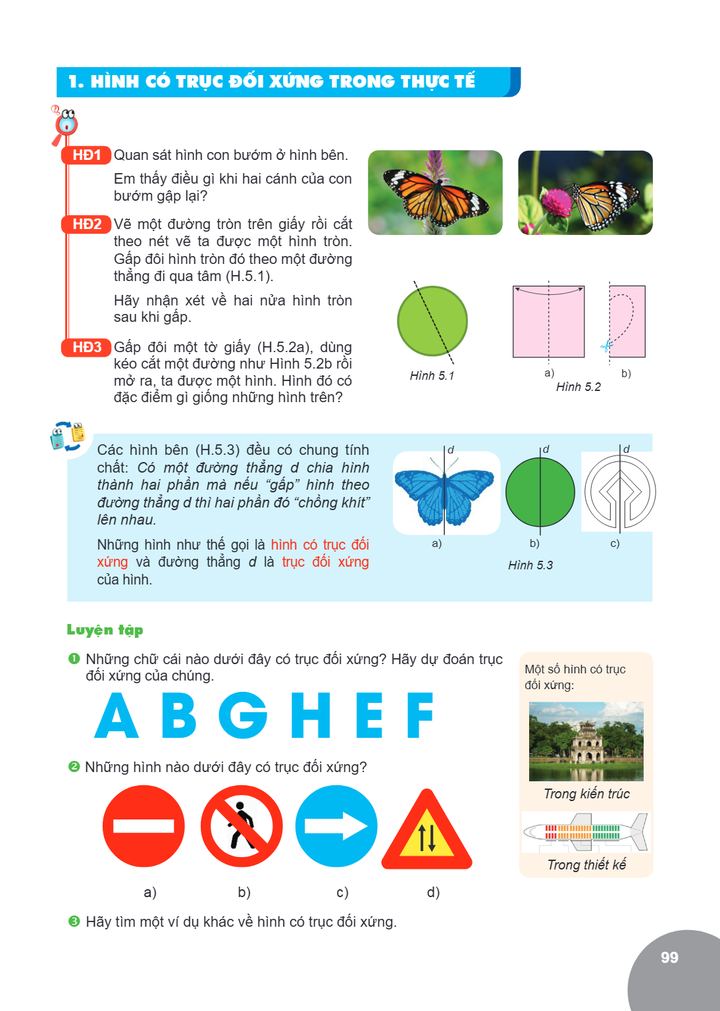 1. HÌNH CÓ TRỤC ĐỐI XỨNG TRONG THỰC TẾ
?
HĐ1 Quan sát hình con bướm ở hình bên.
Em thấy điều gì khi hai cánh của con
bướm gập lại?
HĐ2 Vẽ một đường tròn trên giấy rồi cắt
theo nét vẽ ta được một hình tròn.
Gấp đôi hình tròn đó theo một đường
thẳng đi qua tâm (H.5.1).
Hãy nhận xét về hai nửa hình tròn
sau khi gấp.
HĐ3 Gấp đôi một tờ giấy (H.5.2a), dùng
kéo cắt một đường như Hình 5.2b rồi
mở ra, ta được một hình. Hình đó có
đặc điểm gì giống những hình trên?
Hình 5.1
a) b)
Hình 5.2
Các hình bên (H.5.3) đều có chung tính
chất: Có một đường thẳng d chia hình
thành hai phần mà nếu “gấp” hình theo
đường thẳng d thì hai phần đó “chồng khít”
lên nhau.
Những hình như thế gọi là hình có trục đối
xứng và đường thẳng d là trục đối xứng
của hình.
d d d
a) b) c)
Hình 5.3
Luyện tập
1 Những chữ cái nào dưới đây có trục đối xứng? Hãy dự đoán trục
đối xứng của chúng.
A B G H E F
2 Những hình nào dưới đây có trục đối xứng?
a) b) c) d)
3 Hãy tìm một ví dụ khác về hình có trục đối xứng.
Một số hình có trục
đối xứng:
Trong kiến trúc
Trong thiết kế
99